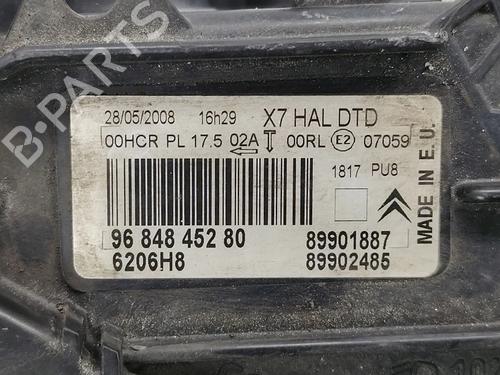 28/05/2008 16h29 X7 HAL DTD
00HCR PL 17.5 02A 00RL E2 07059
1817 PU8
MADE IN E.U.
96 848 452 80 89901887
6206H8 89902485
B-Parts